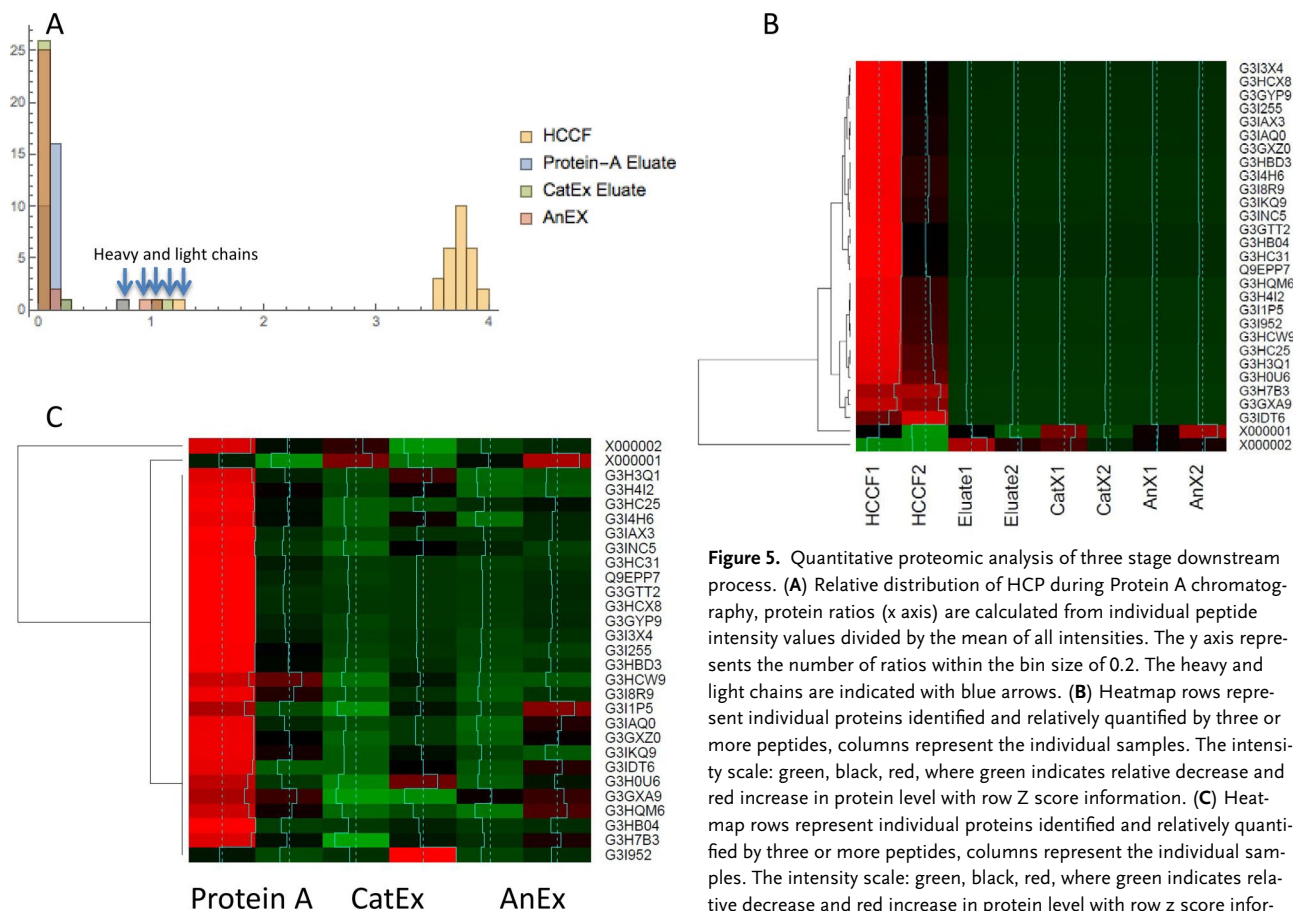 A
25
20
15
10
5
0
0
1
2
3
4
Heavy and light chains
HCCF
Protein-A Eluate
CatEx Eluate
AnEX
B
G3I3X4
G3HCX8
G3GYP9
G3I255
G3IAX3
G3IAQ0
G3GXZ0
G3HBD3
G3I4H6
G3I8R9
G3IKQ9
G3INC5
G3GTT2
G3HB04
G3HC31
Q9EPP7
G3HQM6
G3H4I2
G3I1P5
G3I952
G3HCW9
G3HC25
G3H3Q1
G3H0U6
G3H7B3
G3GXA9
G3IDT6
X000001
X000002
HCCF1
HCCF2
Eluate1
Eluate2
CatX1
CatX2
AnX1
AnX2
C
X000002
X000001
G3H3Q1
G3H4I2
G3HC25
G3I4H6
G3IAX3
G3INC5
G3HC31
Q9EPP7
G3GTT2
G3HCX8
G3GYP9
G3I3X4
G3I255
G3HBD3
G3HCW9
G3I8R9
G3I1P5
G3IAQ0
G3GXZ0
G3IKQ9
G3IDT6
G3H0U6
G3GXA9
G3HQM6
G3HB04
G3H7B3
G3I952
Protein A
CatEx
AnEx
Figure 5. Quantitative proteomic analysis of three stage downstream
process. (A) Relative distribution of HCP during Protein A chromatog-
raphy, protein ratios (x axis) are calculated from individual peptide
intensity values divided by the mean of all intensities. The y axis repre-
sents the number of ratios within the bin size of 0.2. The heavy and
light chains are indicated with blue arrows. (B) Heatmap rows repre-
sent individual proteins identified and relatively quantified by three or
more peptides, columns represent the individual samples. The intensi-
ty scale: green, black, red, where green indicates relative decrease and
red increase in protein level with row Z score information. (C) Heat-
map rows represent individual proteins identified and relatively quanti-
fied by three or more peptides, columns represent the individual sam-
ples. The intensity scale: green, black, red, where green indicates rela-
tive decrease and red increase in protein level with row z score infor-